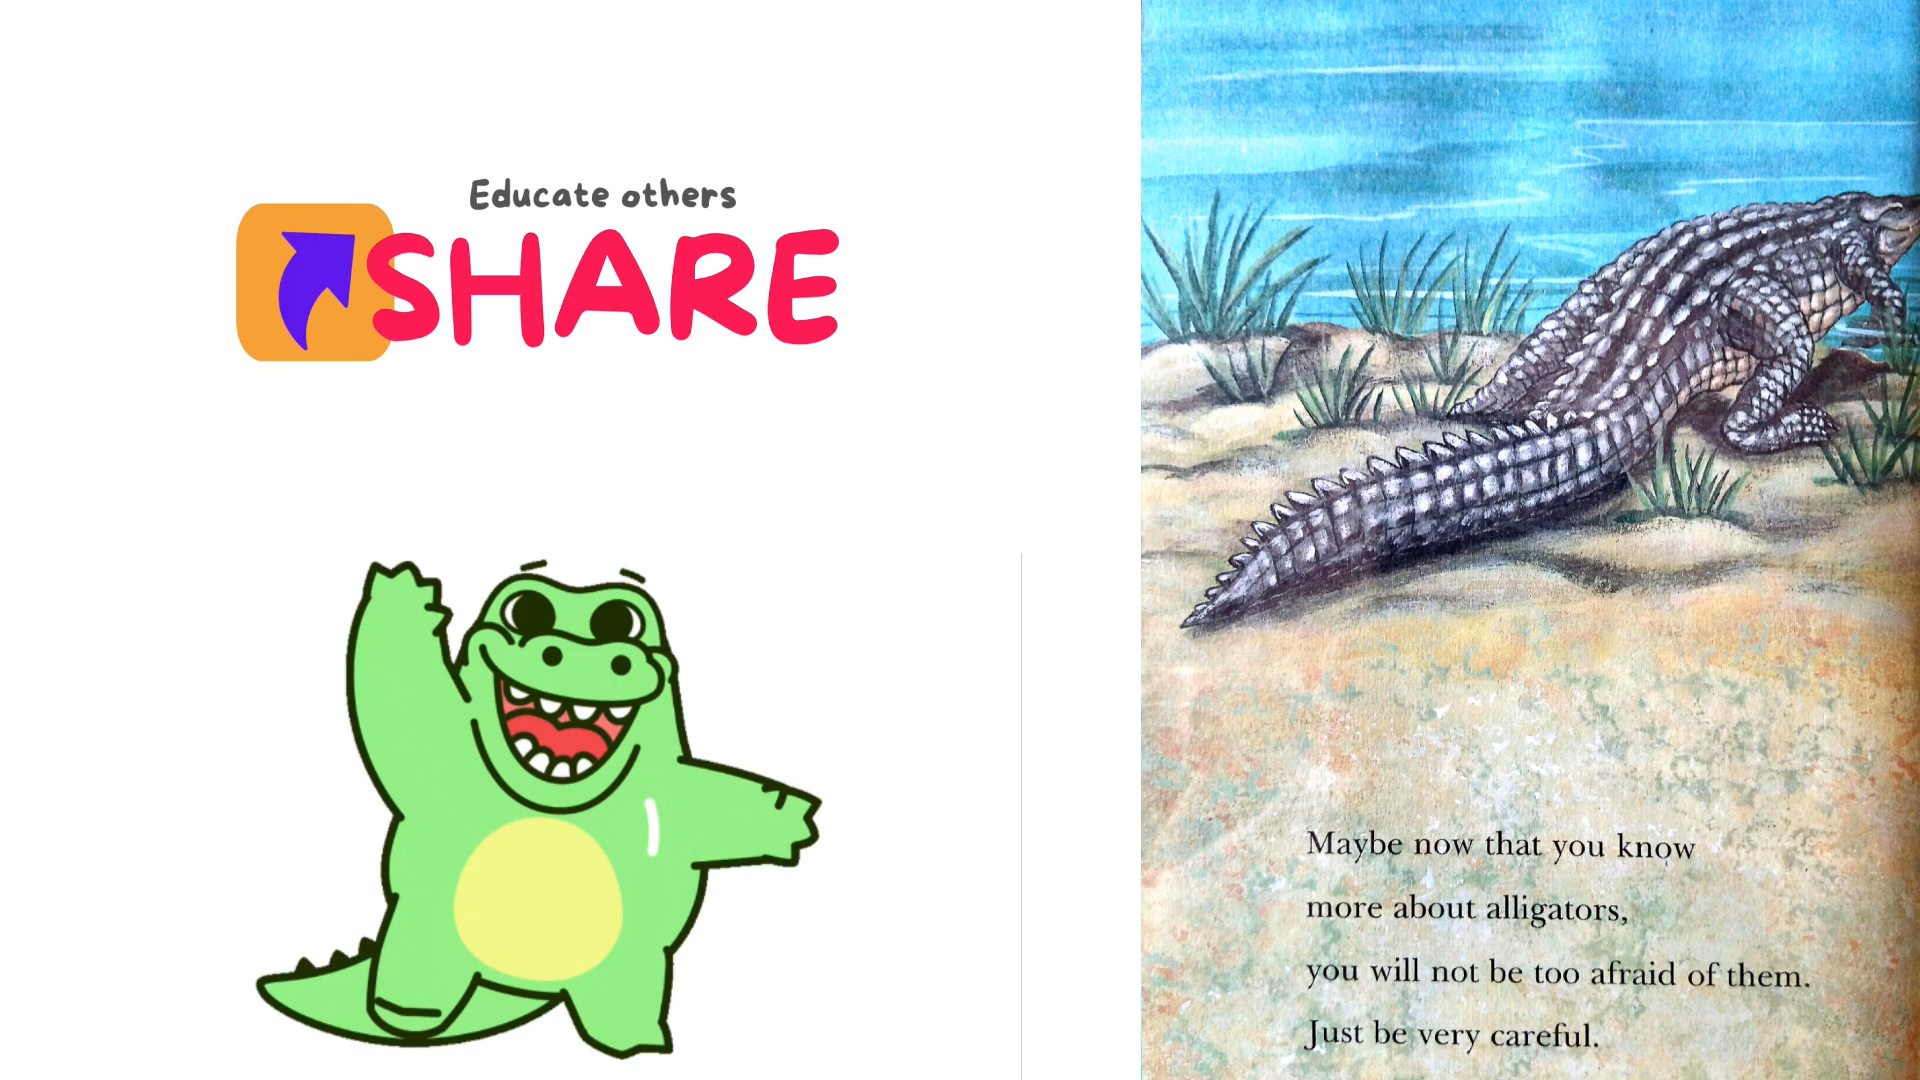 Educate others
SHARE
Maybe now that you know
more about alligators,
you will not be too afraid of them.
Just be very careful.